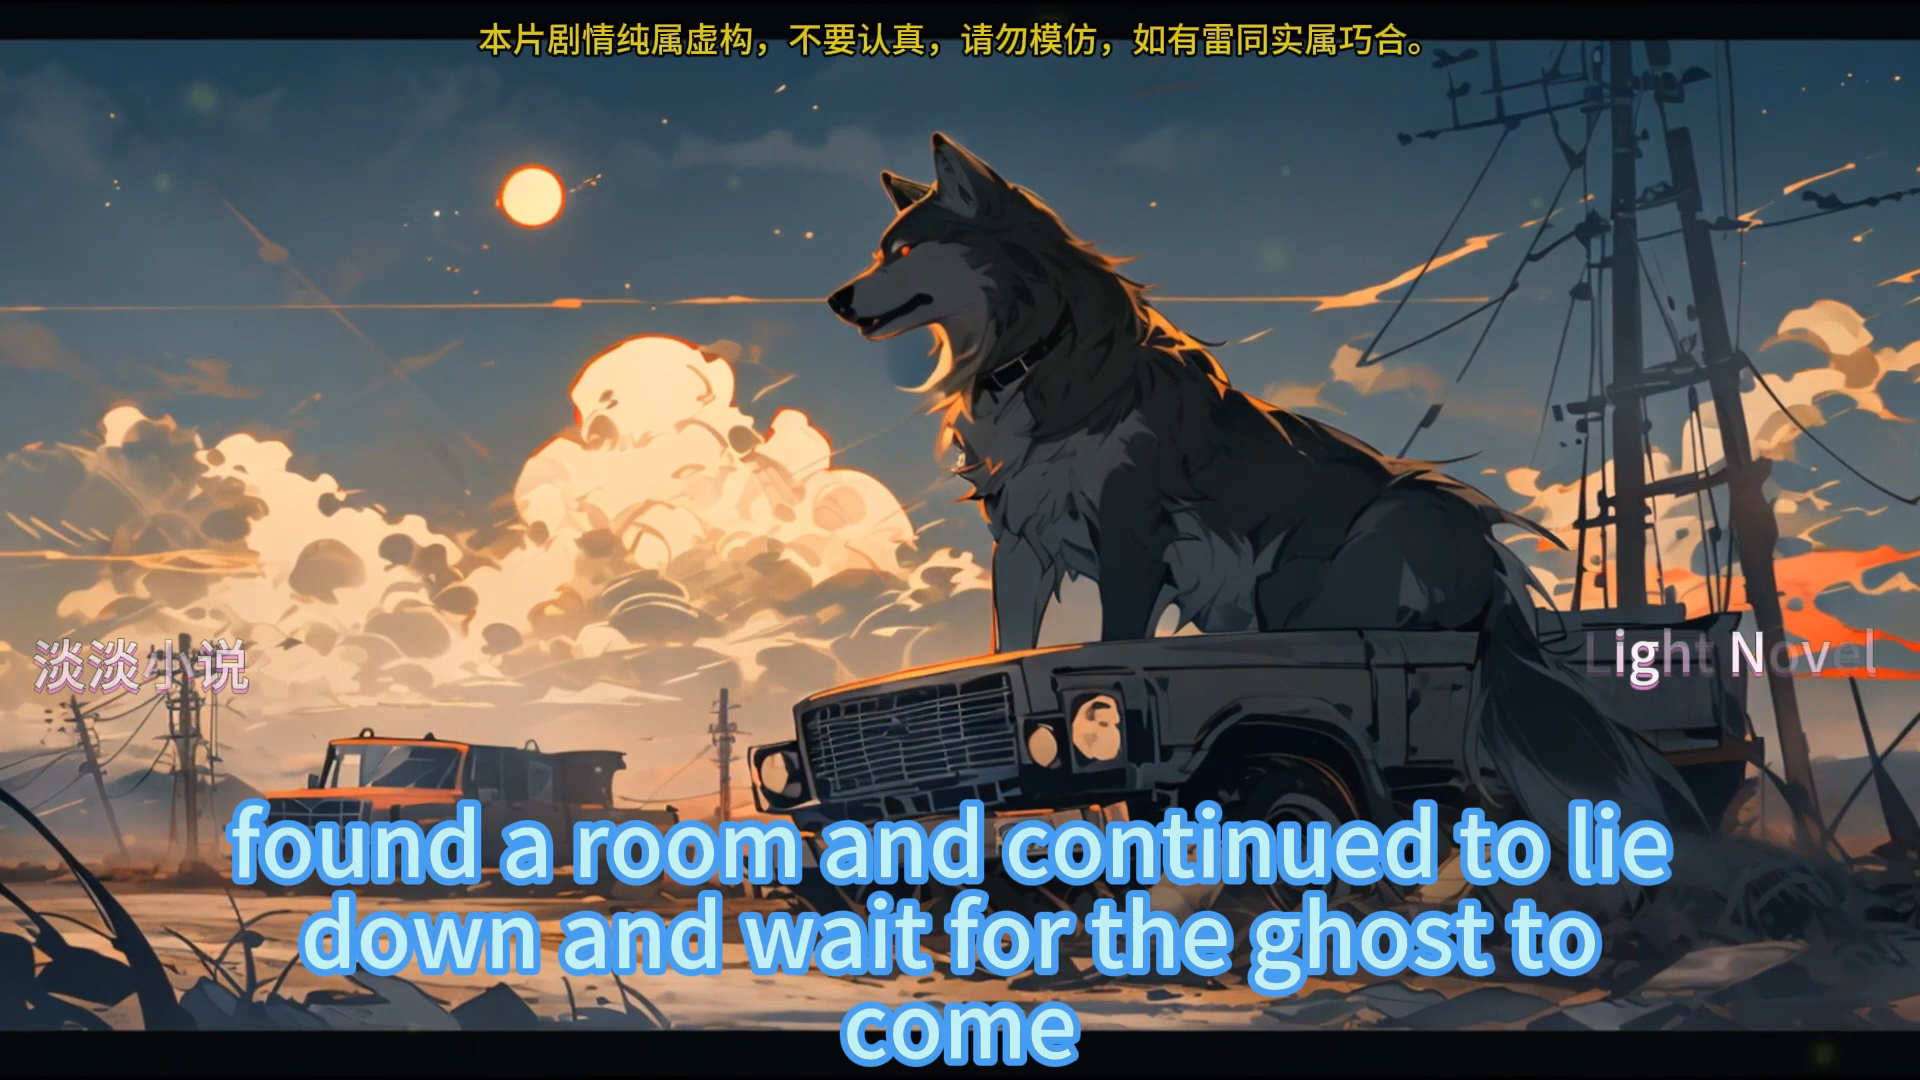 本片剧情纯属虚构，不要认真，请勿模仿，如有雷同实属巧合。
淡淡小说
Light Novel
found a room and continued to lie
down and wait for the ghost to
come